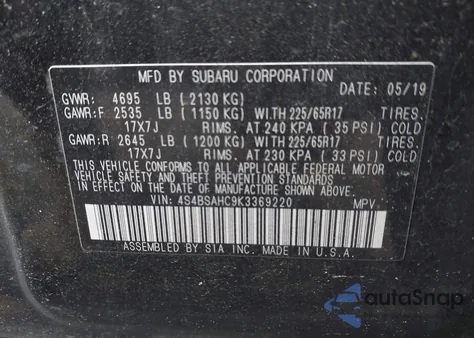 MFD BY SUBARU CORPORATION DATE: 05/19
GVWR: 4695 LB (2130 KG)
GAWR:F 2535 LB (1150 KG) WITH 225/65R17 TIRES.
17X7J RIMS. AT 240 KPA (35 PSI) COLD
GAWR:R 2645 LB (1200 KG) WITH 225/65R17 TIRES.
17X7J RIMS. AT 230 KPA (33 PSI) COLD
THIS VEHICLE CONFORMS TO ALL APPLICABLE FEDERAL MOTOR
VEHICLE SAFETY AND THEFT PREVENTION STANDARDS
IN EFFECT ON THE DATE OF MANUFACTURE SHOWN ABOVE.
VIN: 4S4BSAHC9K3369220 MPV
ASSEMBLED BY SIA INC. MADE IN U.S.A.
autoSnap